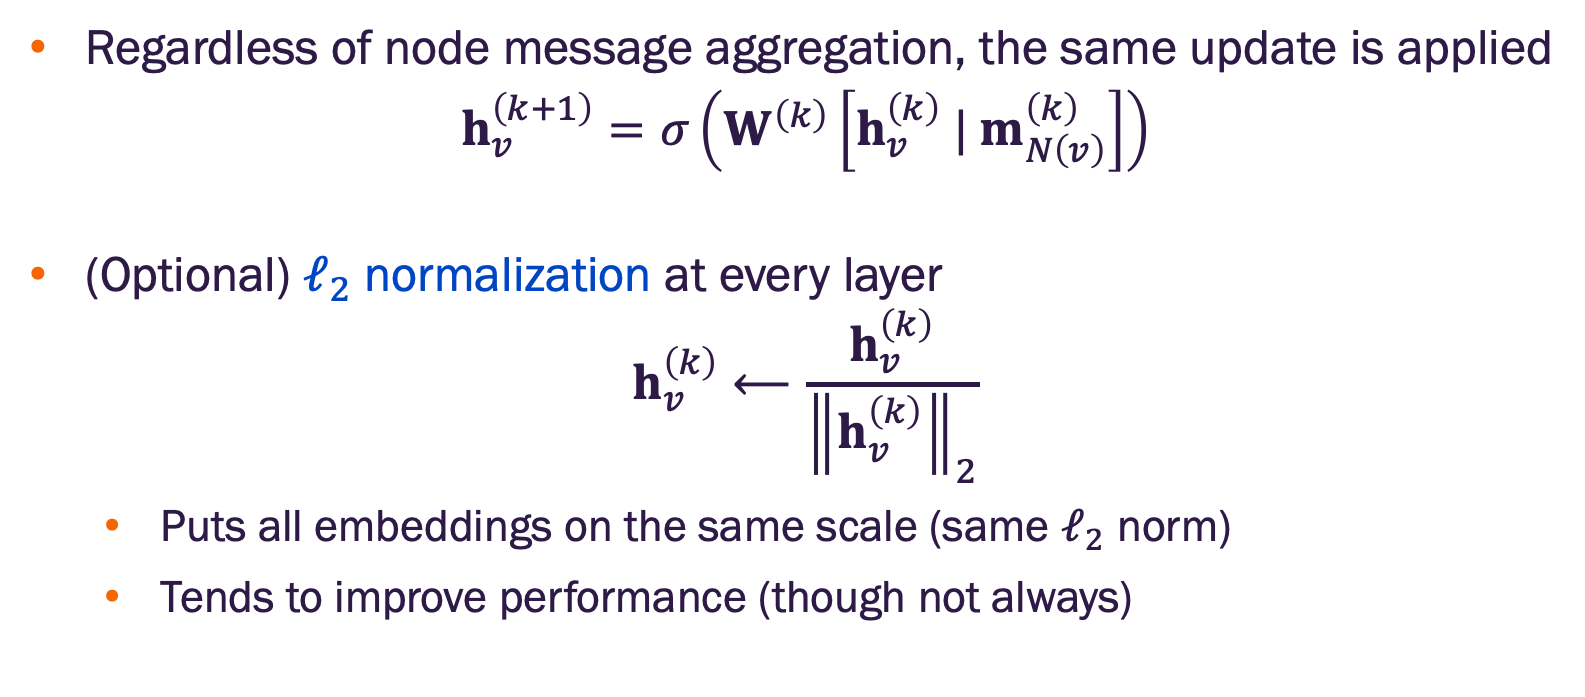 • Regardless of node message aggregation, the same update is applied
𝐡_𝑣^(𝑘+1) = 𝜎(𝐖^(𝑘) [𝐡_𝑣^(𝑘) | 𝐦_𝑁(𝑣)^(𝑘)])
• (Optional) ℓ₂ normalization at every layer
𝐡_𝑣^(𝑘) ⟵ 𝐡_𝑣^(𝑘) / ‖𝐡_𝑣^(𝑘)‖₂
• Puts all embeddings on the same scale (same ℓ₂ norm)
• Tends to improve performance (though not always)